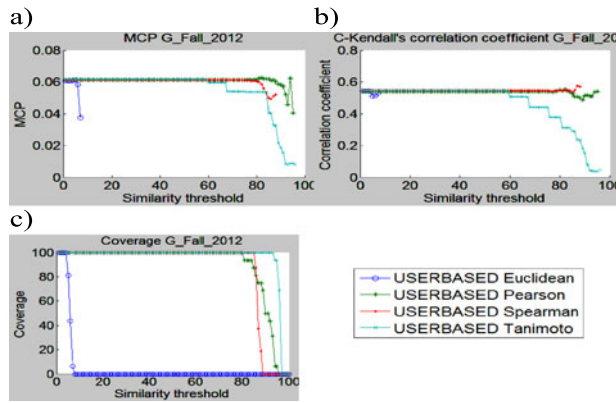 a)
MCP G_Fall_2012
0.08
0.06
0.04
0.02
0
MCP
0 20 40 60 80 100
Similarity threshold
b)
C-Kendall's correlation coefficient G_Fall_20
0.8
0.6
0.4
0.2
0
Correlation coefficient
0 20 40 60 80 100
Similarity threshold
c)
Coverage G_Fall_2012
100
80
60
40
20
0
Coverage
0 20 40 60 80 100
Similarity threshold
USERBASED Euclidean
USERBASED Pearson
USERBASED Spearman
USERBASED Tanimoto